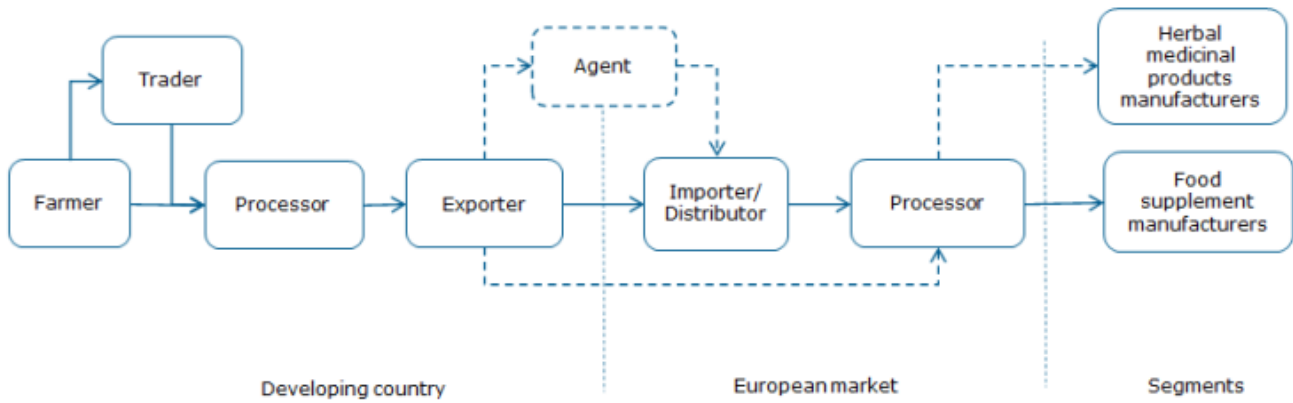 Herbal
medicinal
products
manufacturers
Agent
Trader
Farmer
Processor
Exporter
Importer/
Distributor
Processor
Food
supplement
manufacturers
Developing country
European market
Segments